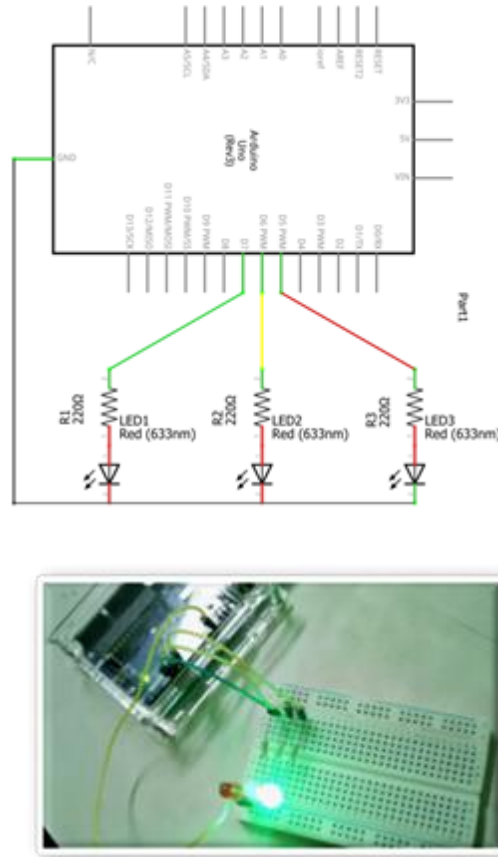 N/C
A5/SCL
A4/SDA
A3
A2
A1
A0
ioref
AREF
RESET2
RESET
3V3
5V
VIN
Arduino
Uno
(Rev3)
GND
D13/SCK
D12/MISO
D11 PWM/MOSI
D10 PWM/SS
D9 PWM
D8
D7
D6 PWM
D5 PWM
D4
D3 PWM
D2
D1/TX
D0/RX
Part1
R1
220Ω
LED1
Red (633nm)
R2
220Ω
LED2
Red (633nm)
R3
220Ω
LED3
Red (633nm)